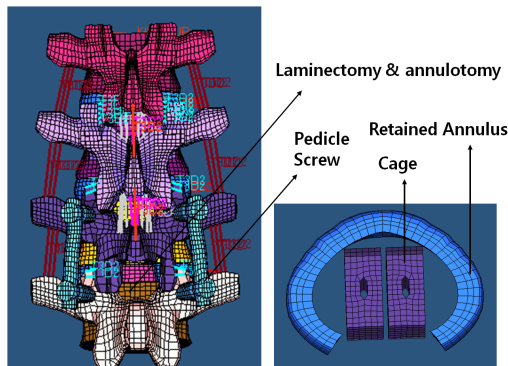 Laminectomy & annulotomy
Pedicle
Screw
Retained Annulus
Cage